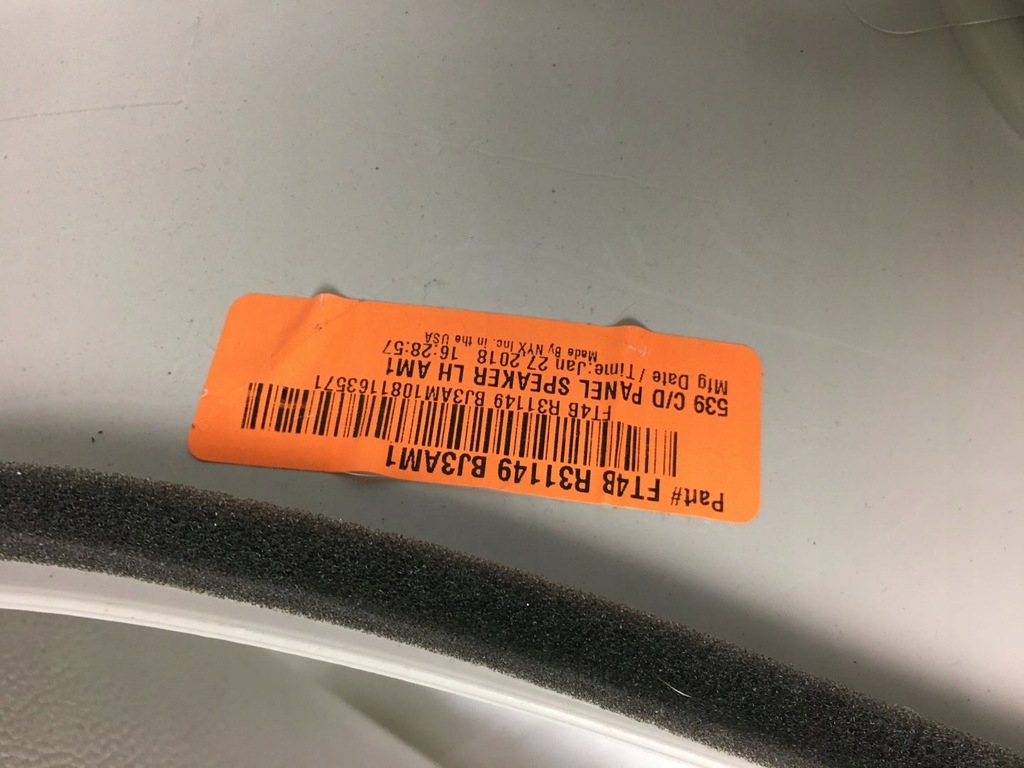 Part# FT4B R31149 BJ3AM1
FT4B R31149 BJ3AM1081163571
539 C/D PANEL SPEAKER LH AM1
Mfg Date / Time:Jan 27 2018 16:28:57
Made By NYX Inc. in the USA